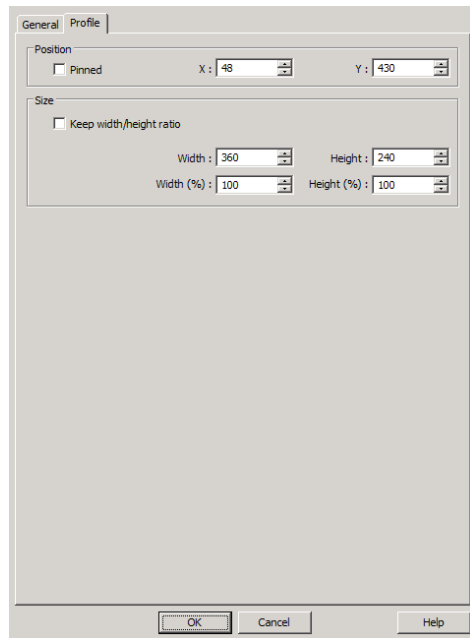 General Profile
Position
Pinned X : 48 Y : 430
Size
Keep width/height ratio
Width : 360 Height : 240
Width (%) : 100 Height (%) : 100
OK Cancel Help